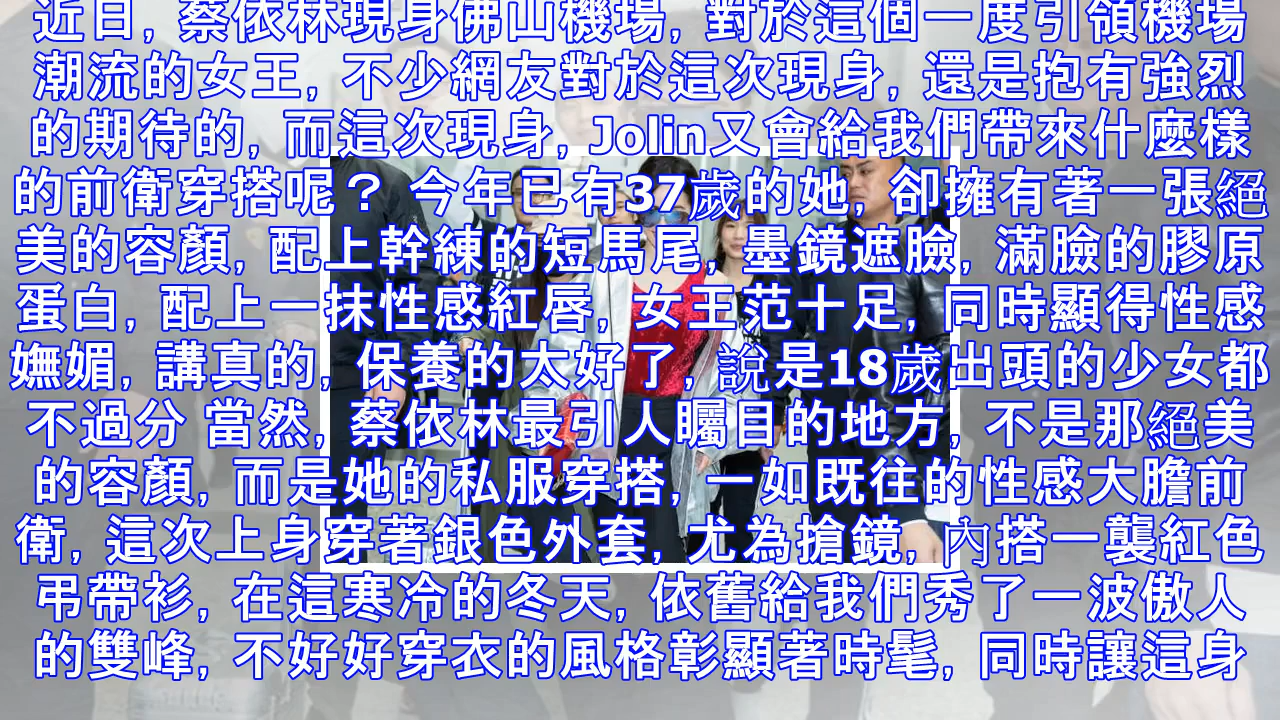 近日, 蔡依林現身佛山機場, 對於這個一度引領機場
潮流的女王, 不少網友對於這次現身, 還是抱有強烈
的期待的, 而這次現身, Jolin又會給我們帶來什麼樣
的前衛穿搭呢? 今年已有37歲的她, 卻擁有著一張絕
美的容顏, 配上幹練的短馬尾, 墨鏡遮臉, 滿臉的膠原
蛋白, 配上一抹性感紅唇, 女王范十足, 同時顯得性感
嫵媚, 講真的, 保養的太好了, 說是18歲出頭的少女都
不過分 當然, 蔡依林最引人矚目的地方, 不是那絕美
的容顏, 而是她的私服穿搭, 一如既往的性感大膽前
衛, 這次上身穿著銀色外套, 尤為搶鏡, 內搭一襲紅色
弔帶衫, 在這寒冷的冬天, 依舊給我們秀了一波傲人
的雙峰, 不好好穿衣的風格彰顯著時髦, 同時讓這身